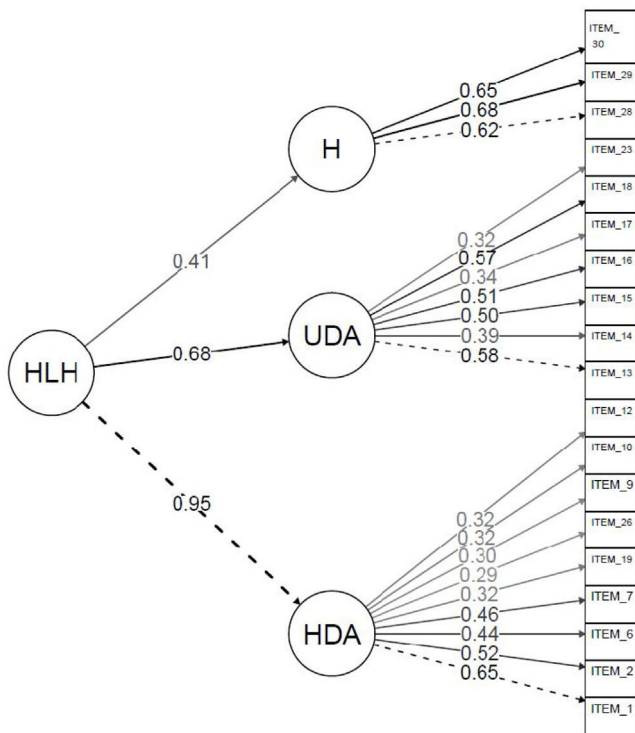 ITEM_
30
ITEM_29
ITEM_28
ITEM_23
ITEM_18
ITEM_17
ITEM_16
ITEM_15
ITEM_14
ITEM_13
ITEM_12
ITEM_10
ITEM_9
ITEM_26
ITEM_19
ITEM_7
ITEM_6
ITEM_2
ITEM_1
H
0.65
0.68
0.62
0.41
UDA
0.32
0.57
0.34
0.51
0.50
0.39
0.58
HLH
0.68
0.95
HDA
0.32
0.32
0.30
0.29
0.32
0.46
0.44
0.52
0.65